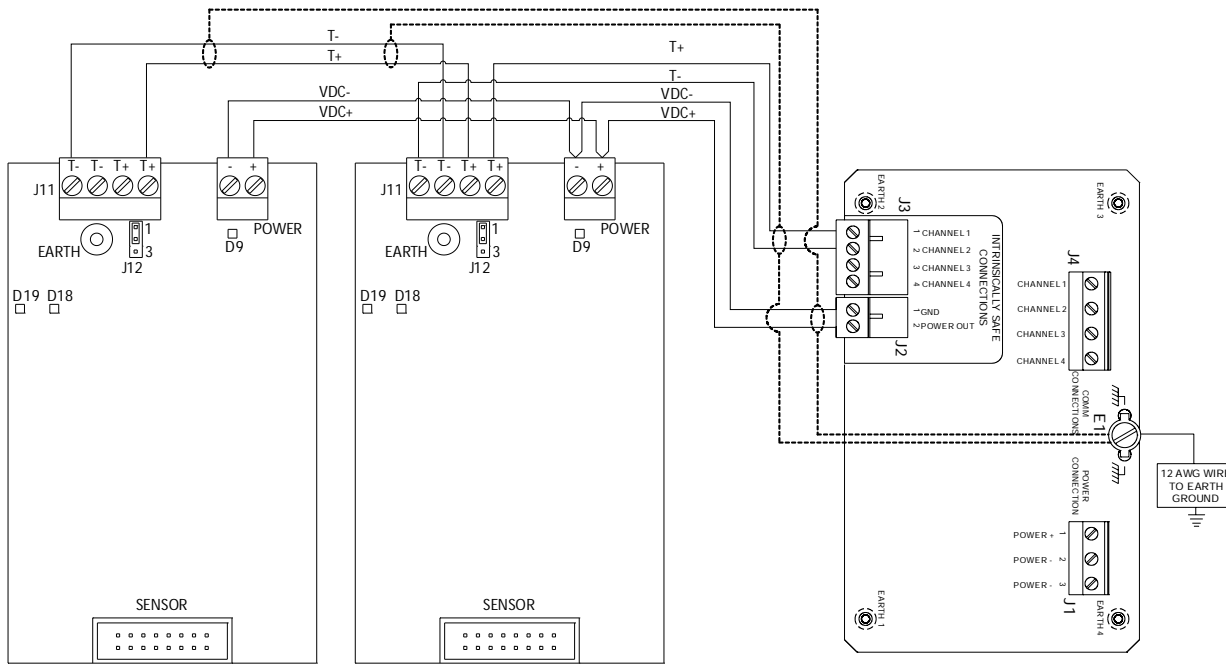 T-
T+
VDC-
VDC+
T+
T-
VDC-
VDC+
T- T- T+ T+
- +
J11
EARTH
1
3
J12
POWER
D9
D19 D18
SENSOR
T- T- T+ T+
- +
J11
EARTH
1
3
J12
POWER
D9
D19 D18
SENSOR
EARTH 2
EARTH 3
J3
1 CHANNEL 1
2 CHANNEL 2
3 CHANNEL 3
4 CHANNEL 4
INTRINSICALLY SAFE
CONNECTIONS
1 GND
2 POWER OUT
J2
J4
CHANNEL 1
CHANNEL 2
CHANNEL 3
CHANNEL 4
COMM
CONNECTIONS
E1
POWER
CONNECTION
12 AWG WIRE
TO EARTH
GROUND
POWER + 1
POWER - 2
POWER - 3
J1
EARTH 1
EARTH 4